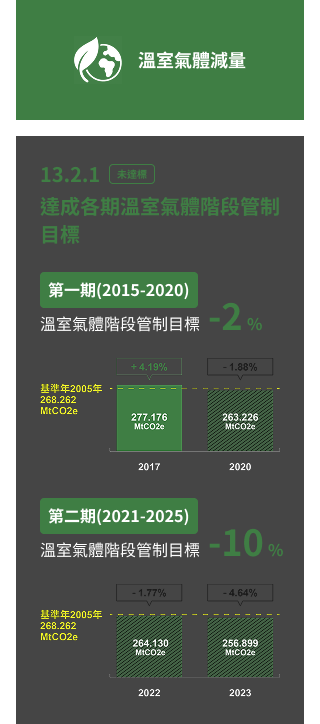 溫室氣體減量
13.2.1 未達標
達成各期溫室氣體階段管制
目標
第一期(2015-2020)
溫室氣體階段管制目標 -2 %
+ 4.19% - 1.88%
基準年2005年
268.262
MtCO2e
277.176 263.226
MtCO2e MtCO2e
2017 2020
第二期(2021-2025)
溫室氣體階段管制目標 -10 %
- 1.77% - 4.64%
基準年2005年
268.262
MtCO2e
264.130 256.899
MtCO2e MtCO2e
2022 2023